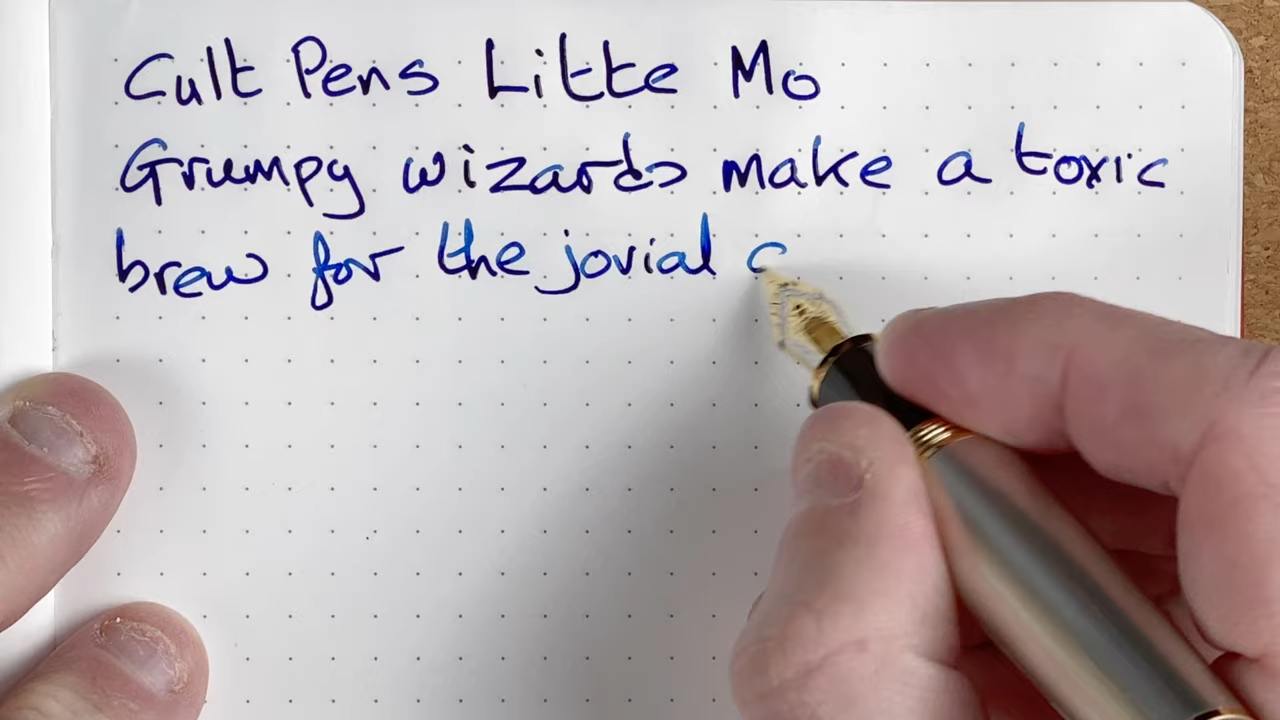 Cult Pens Litte Mo
Grumpy wizards make a toxic
brew for the jovial